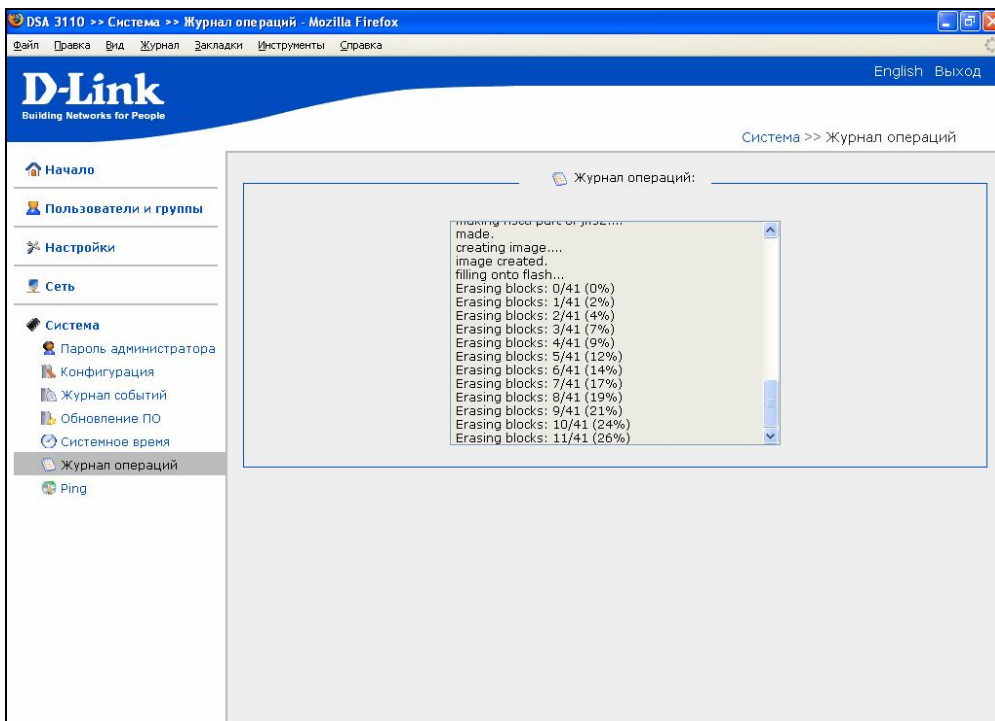 DSA 3110 >> Система >> Журнал операций - Mozilla Firefox
Файл Правка Вид Журнал Закладки Инструменты Справка
English Выход
D-Link
Building Networks for People
Система >> Журнал операций
Начало
Пользователи и группы
Настройки
Сеть
Система
Пароль администратора
Конфигурация
Журнал событий
Обновление ПО
Системное время
Журнал операций
Ping
Журнал операций:
making part of
made.
creating image....
image created.
filling onto flash...
Erasing blocks: 0/41 (0%)
Erasing blocks: 1/41 (2%)
Erasing blocks: 2/41 (4%)
Erasing blocks: 3/41 (7%)
Erasing blocks: 4/41 (9%)
Erasing blocks: 5/41 (12%)
Erasing blocks: 6/41 (14%)
Erasing blocks: 7/41 (17%)
Erasing blocks: 8/41 (19%)
Erasing blocks: 9/41 (21%)
Erasing blocks: 10/41 (24%)
Erasing blocks: 11/41 (26%)